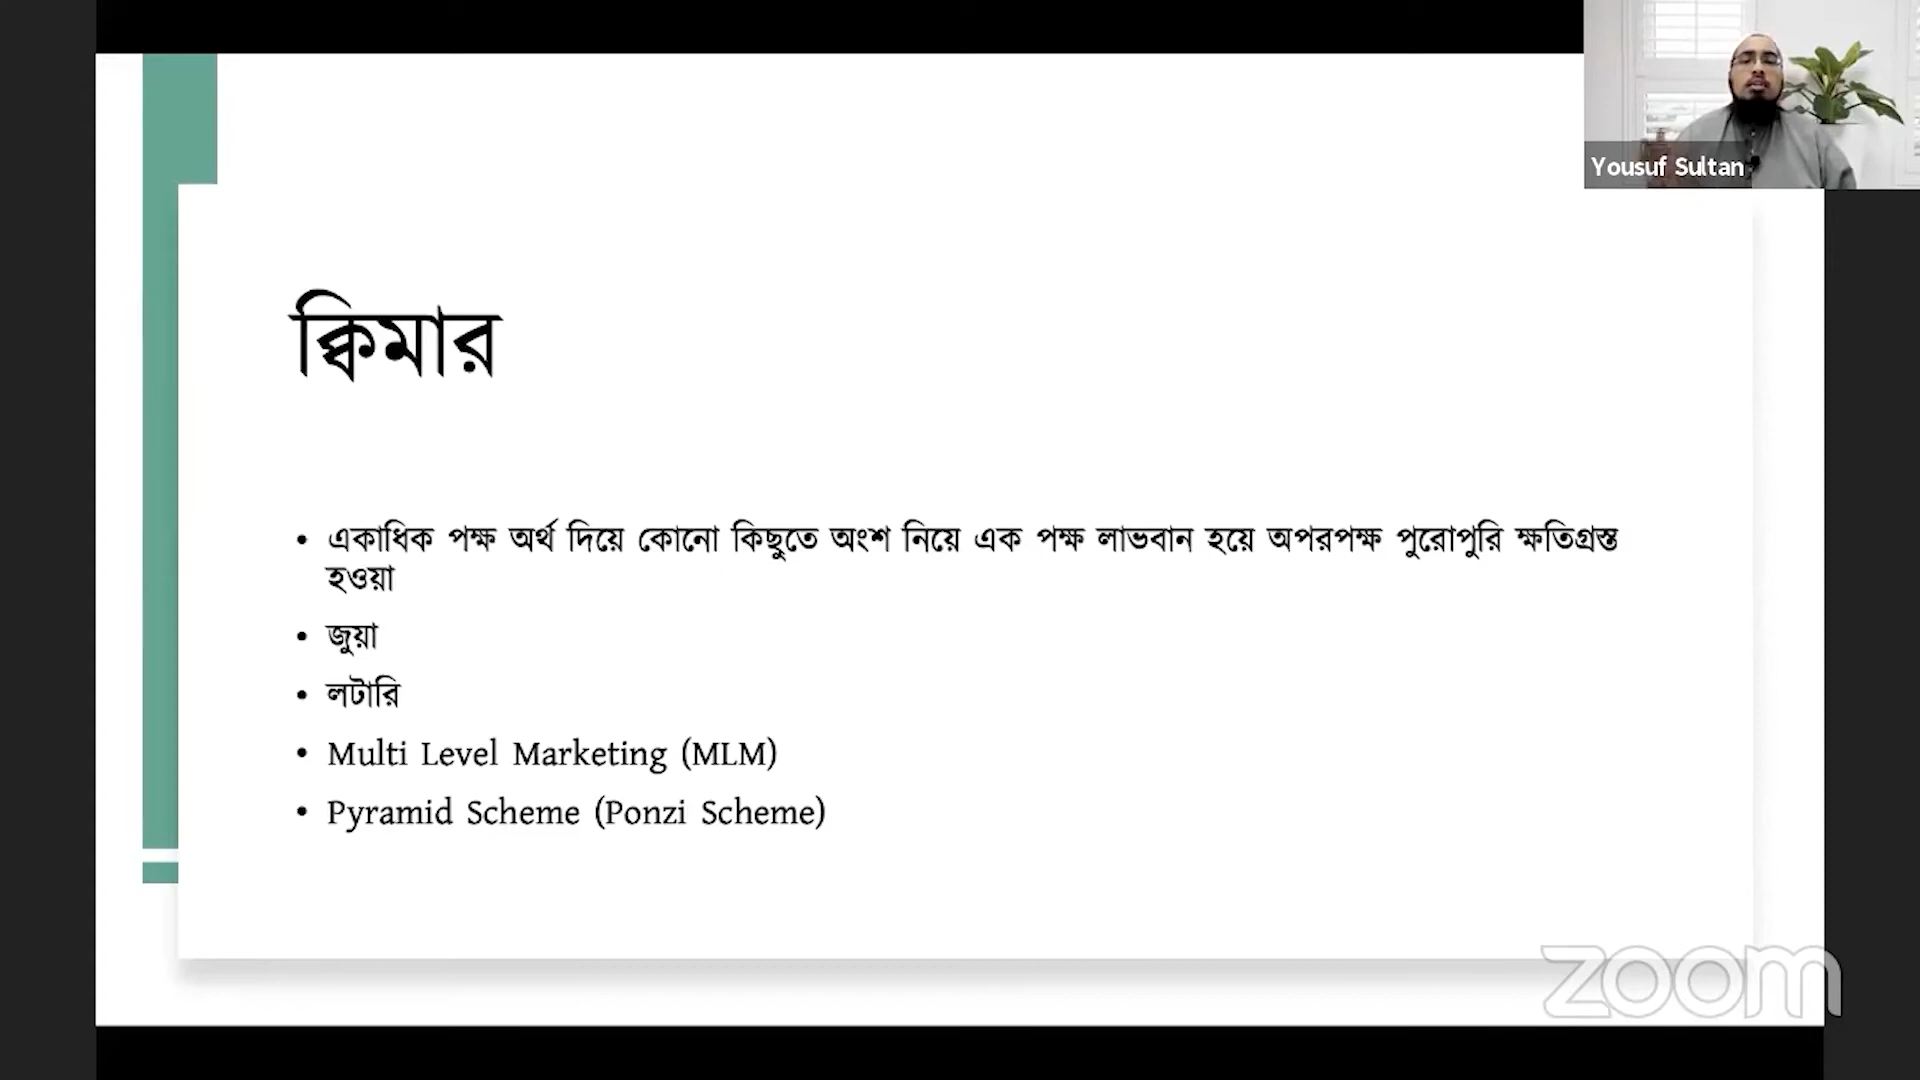 Yousuf Sultan
ক্বিমার
• একাধিক পক্ষ অর্থ দিয়ে কোনো কিছুতে অংশ নিয়ে এক পক্ষ লাভবান হয়ে অপরপক্ষ পুরোপুরি ক্ষতিগ্রস্ত
হওয়া
• জুয়া
• লটারি
• Multi Level Marketing (MLM)
• Pyramid Scheme (Ponzi Scheme)
zoom